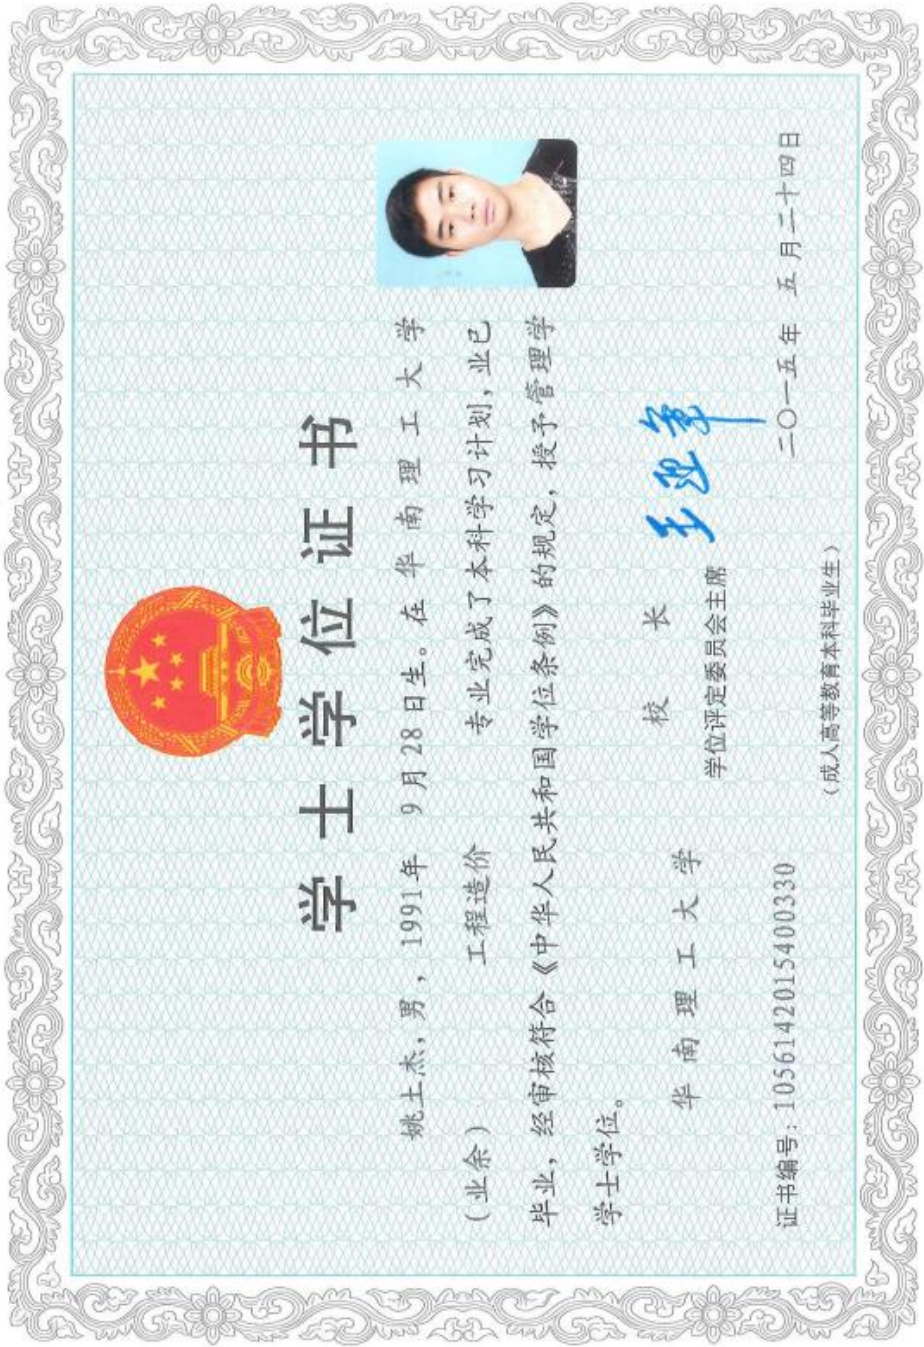 学士学位证书
姚土杰，男，1991年 9月28日生。在 华南理工大学
（业余） 工程造价 专业完成了本科学习计划，业已
毕业，经审核符合《中华人民共和国学位条例》的规定，授予管理学
学士学位。
华南理工大学 校长 王迎军
学位评定委员会主席
证书编号：1056142015400330 二〇一五年 五月二十四日
（成人高等教育本科毕业生）